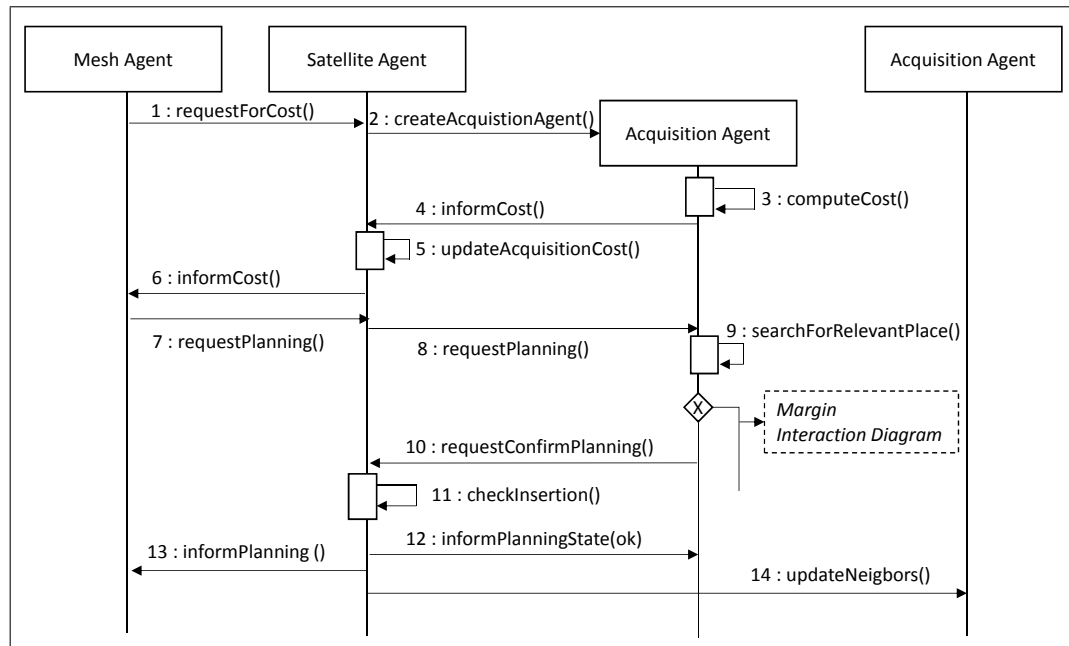 Mesh Agent
Satellite Agent
Acquisition Agent
1 : requestForCost()
2 : createAcquistionAgent()
Acquisition Agent
3 : computeCost()
4 : informCost()
5 : updateAcquisitionCost()
6 : informCost()
7 : requestPlanning()
8 : requestPlanning()
9 : searchForRelevantPlace()
X
Margin
Interaction Diagram
10 : requestConfirmPlanning()
11 : checkInsertion()
12 : informPlanningState(ok)
13 : informPlanning ()
14 : updateNeigbors()